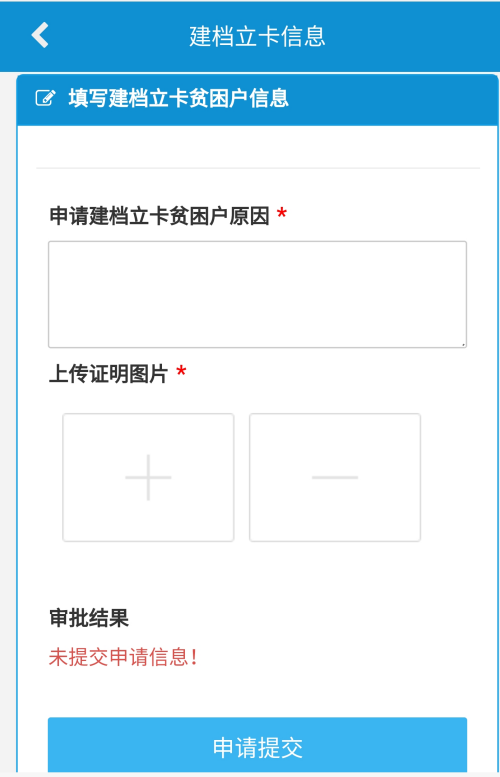 建档立卡信息
填写建档立卡贫困户信息
申请建档立卡贫困户原因 *
上传证明图片 *
审批结果
未提交申请信息!
申请提交